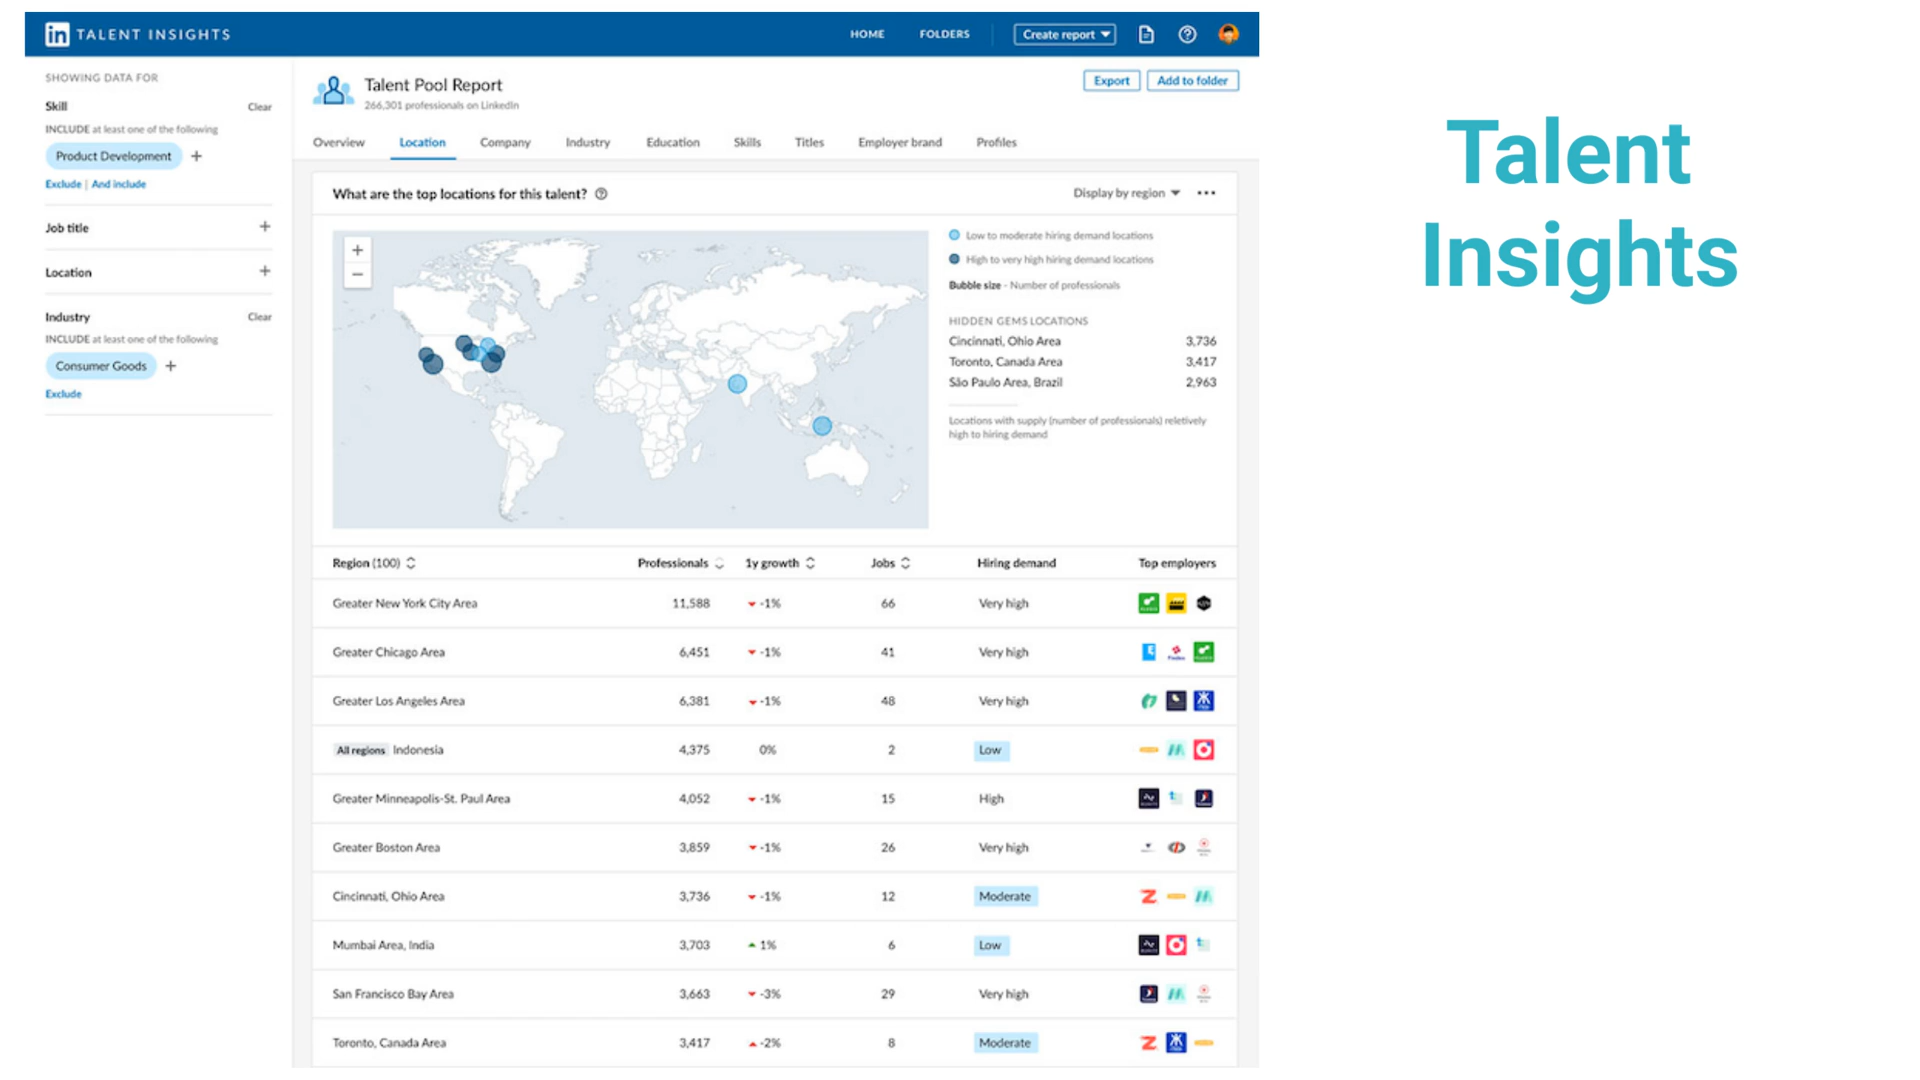 in TALENT INSIGHTS
HOME FOLDERS Create report
SHOWING DATA FOR
Skill Clear
INCLUDE at least one of the following
Product Development +
Exclude | And include
Job title +
Location +
Industry Clear
INCLUDE at least one of the following
Consumer Goods +
Exclude
Talent Pool Report
266,301 professionals on LinkedIn
Export Add to folder
Overview Location Company Industry Education Skills Titles Employer brand Profiles
What are the top locations for this talent? ?
Display by region
+
−
Low to moderate hiring demand locations
High to very high hiring demand locations
Bubble size - Number of professionals
HIDDEN GEMS LOCATIONS
Cincinnati, Ohio Area 3,736
Toronto, Canada Area 3,417
São Paulo Area, Brazil 2,963
Locations with supply (number of professionals) reletively
high to hiring demand
Region (100) Professionals 1y growth Jobs Hiring demand Top employers
Greater New York City Area 11,588 -1% 66 Very high
Greater Chicago Area 6,451 -1% 41 Very high
Greater Los Angeles Area 6,381 -1% 48 Very high
All regions Indonesia 4,375 0% 2 Low
Greater Minneapolis-St. Paul Area 4,052 -1% 15 High
Greater Boston Area 3,859 -1% 26 Very high
Cincinnati, Ohio Area 3,736 -1% 12 Moderate
Mumbai Area, India 3,703 1% 6 Low
San Francisco Bay Area 3,663 -3% 29 Very high
Toronto, Canada Area 3,417 -2% 8 Moderate
Talent
Insights